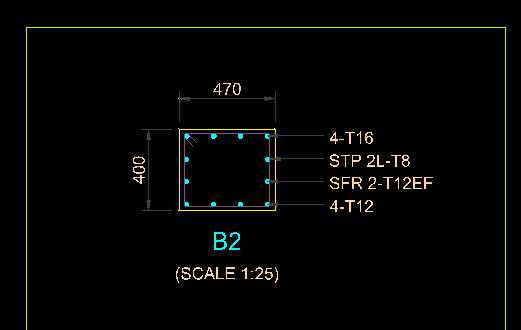 470
400
4-T16
STP 2L-T8
SFR 2-T12EF
4-T12
B2
(SCALE 1:25)